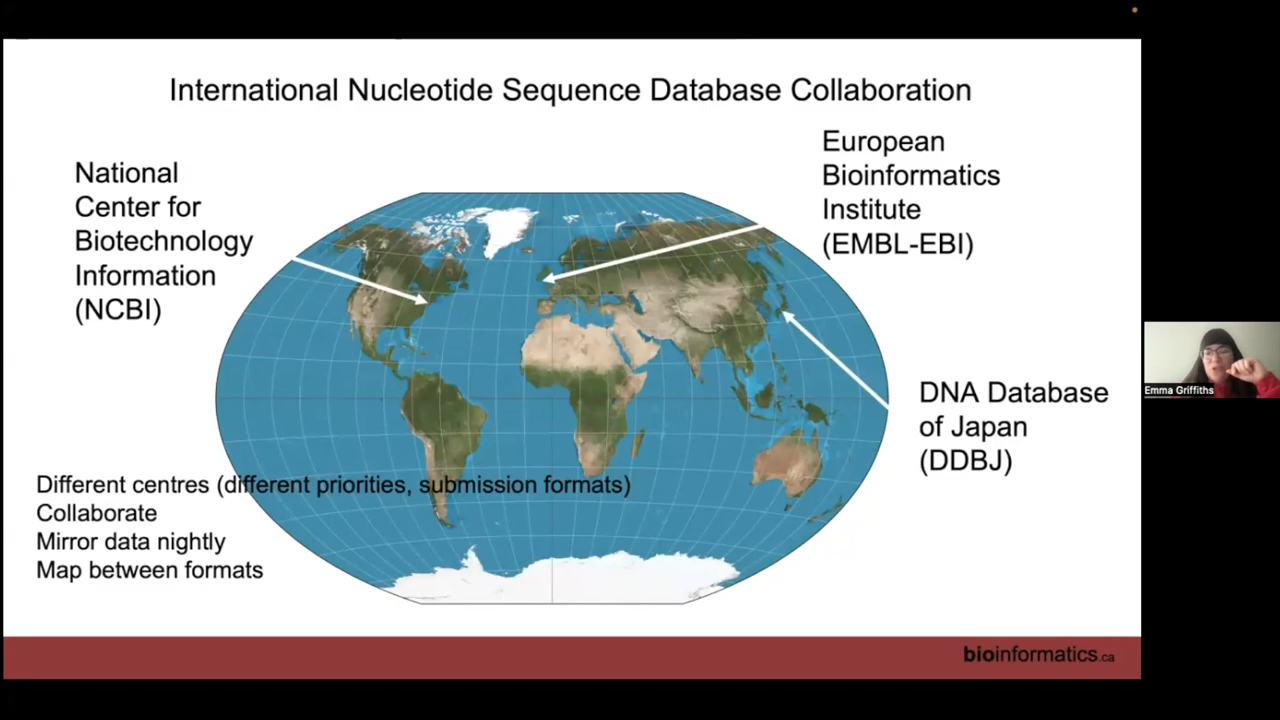 International Nucleotide Sequence Database Collaboration
National
Center for
Biotechnology
Information
(NCBI)
European
Bioinformatics
Institute
(EMBL-EBI)
DNA Database
of Japan
(DDBJ)
Different centres (different priorities, submission formats)
Collaborate
Mirror data nightly
Map between formats
bioinformatics.ca
Emma Griffiths